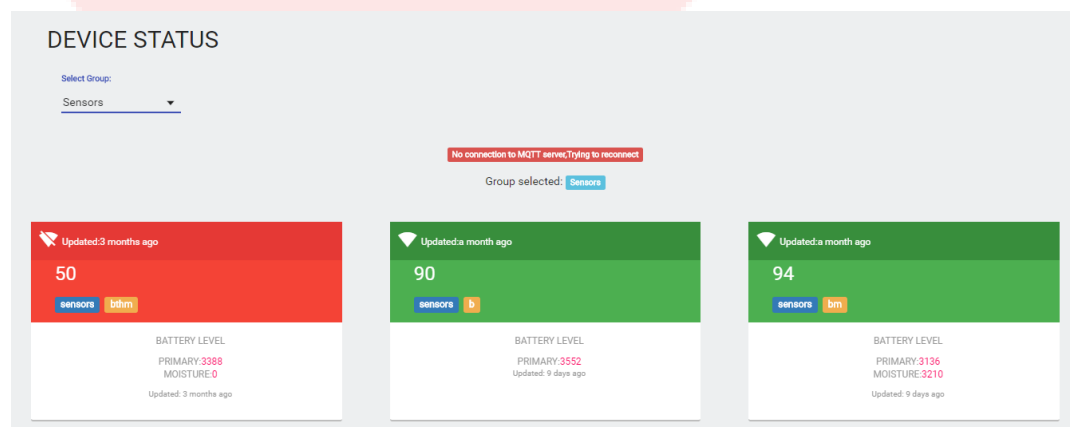 DEVICE STATUS
Select Group:
Sensors
No connection to MQTT server,Trying to reconnect
Group selected: Sensors
Updated:3 months ago
50
sensors bthm
BATTERY LEVEL
PRIMARY:3388
MOISTURE:0
Updated: 3 months ago
Updated:a month ago
90
sensors b
BATTERY LEVEL
PRIMARY:3552
Updated: 9 days ago
Updated:a month ago
94
sensors bm
BATTERY LEVEL
PRIMARY:3136
MOISTURE:3210
Updated: 9 days ago